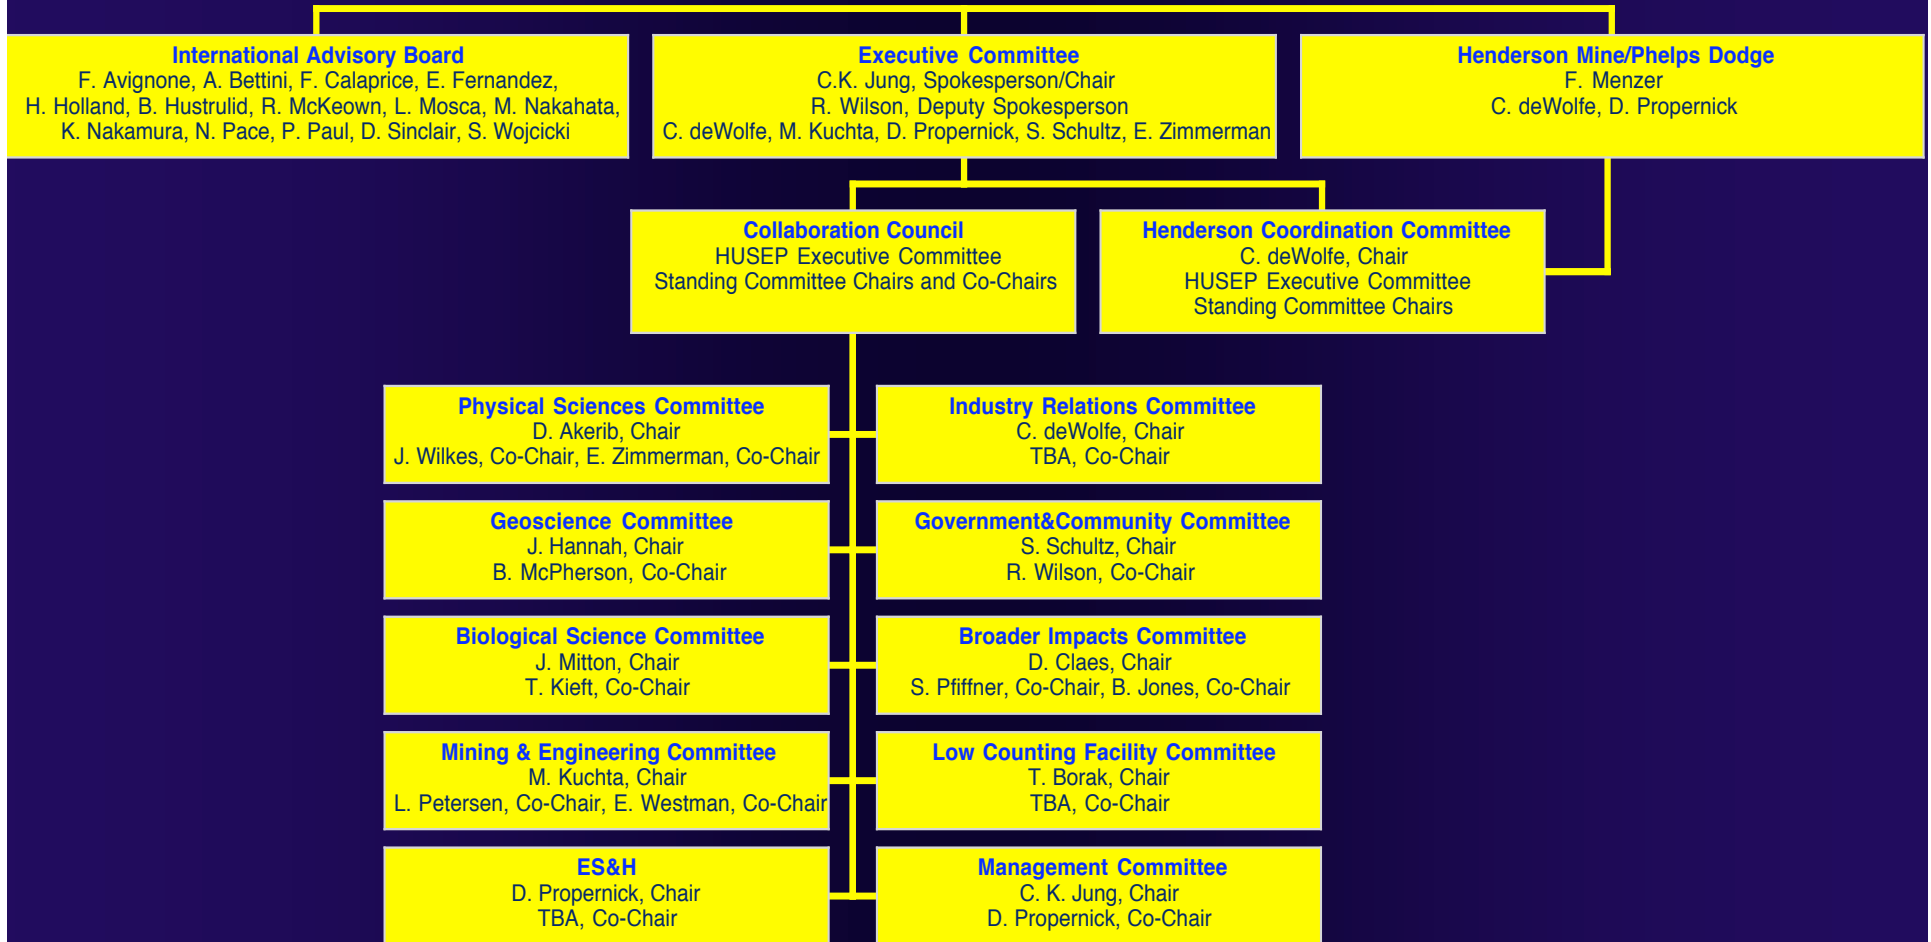 International Advisory Board
F. Avignone, A. Bettini, F. Calaprice, E. Fernandez,
H. Holland, B. Hustrulid, R. McKeown, L. Mosca, M. Nakahata,
K. Nakamura, N. Pace, P. Paul, D. Sinclair, S. Wojcicki
Executive Committee
C.K. Jung, Spokesperson/Chair
R. Wilson, Deputy Spokesperson
C. deWolfe, M. Kuchta, D. Propernick, S. Schultz, E. Zimmerman
Henderson Mine/Phelps Dodge
F. Menzer
C. deWolfe, D. Propernick
Collaboration Council
HUSEP Executive Committee
Standing Committee Chairs and Co-Chairs
Henderson Coordination Committee
C. deWolfe, Chair
HUSEP Executive Committee
Standing Committee Chairs
Physical Sciences Committee
D. Akerib, Chair
J. Wilkes, Co-Chair, E. Zimmerman, Co-Chair
Industry Relations Committee
C. deWolfe, Chair
TBA, Co-Chair
Geoscience Committee
J. Hannah, Chair
B. McPherson, Co-Chair
Government&Community Committee
S. Schultz, Chair
R. Wilson, Co-Chair
Biological Science Committee
J. Mitton, Chair
T. Kieft, Co-Chair
Broader Impacts Committee
D. Claes, Chair
S. Pfiffner, Co-Chair, B. Jones, Co-Chair
Mining & Engineering Committee
M. Kuchta, Chair
L. Petersen, Co-Chair, E. Westman, Co-Chair
Low Counting Facility Committee
T. Borak, Chair
TBA, Co-Chair
ES&H
D. Propernick, Chair
TBA, Co-Chair
Management Committee
C. K. Jung, Chair
D. Propernick, Co-Chair